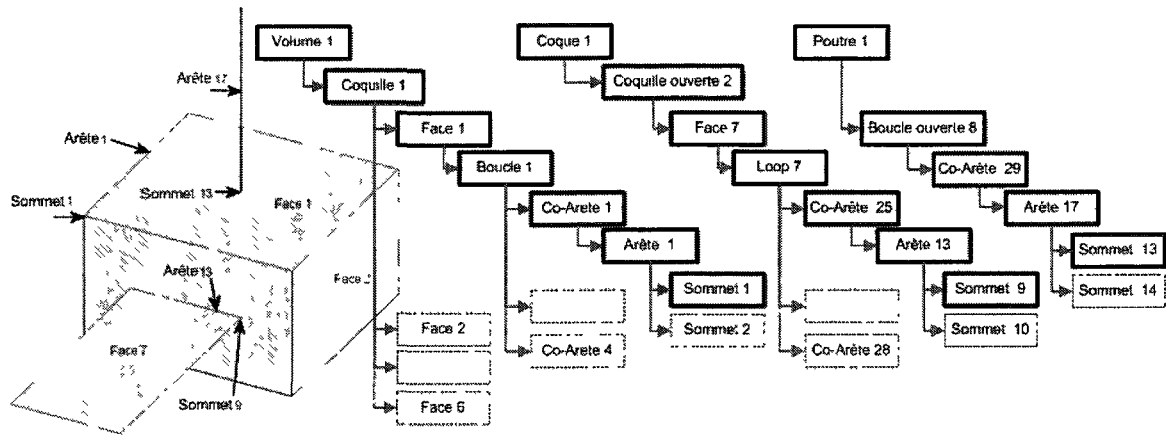 Volume 1
Coque 1
Poutre 1
Arête 17
Coquille 1
Coquille ouverte 2
Arête 1
Face 1
Face 7
Boucle ouverte 8
Boucle 1
Loop 7
Co-Arête 29
Sommet 13
Sommet 1
Face 1
Co-Arete 1
Co-Arête 25
Arête 17
Arête 1
Arête 13
Sommet 13
Arête 13
Face
Sommet 1
Sommet 9
Sommet 14
Face 2
Sommet 2
Sommet 10
Face 7
Co-Arete 4
Co-Arête 28
Sommet 9
Face 6